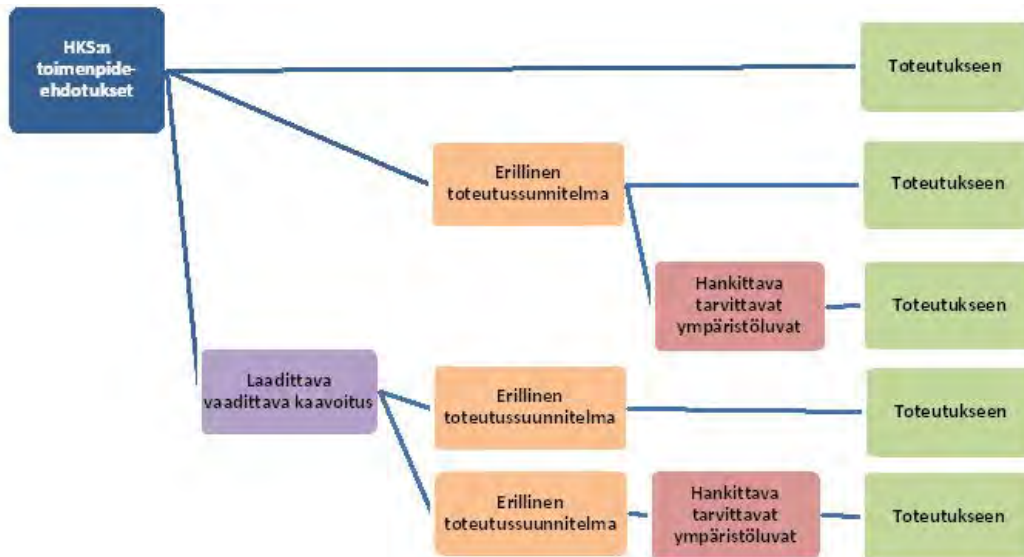 HKS:n
toimenpide-
ehdotukset
Toteutukseen
Erillinen
toteutussunnitelma
Toteutukseen
Hankittava
tarvittavat
ympäristöluvat
Toteutukseen
Laadittava
vaadittava kaavoitus
Erillinen
toteutussuunnitelma
Toteutukseen
Erillinen
toteutussuunnitelma
Hankittava
tarvittavat
ympäristöluvat
Toteutukseen